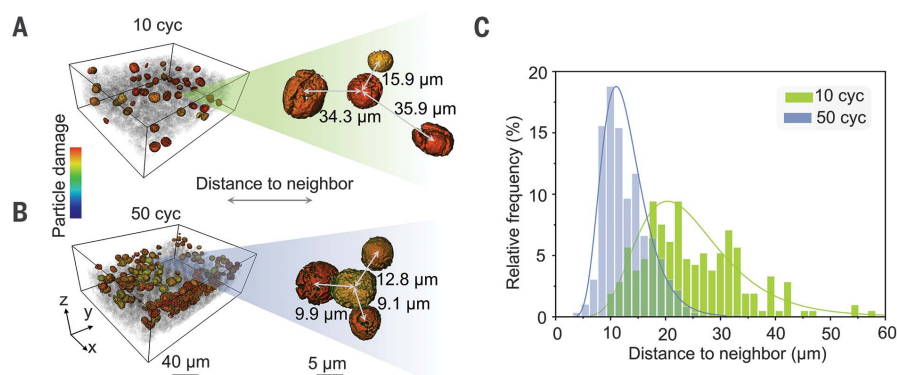 A
10 cyc
15.9 µm
34.3 µm
35.9 µm
Particle damage
Distance to neighbor
B
50 cyc
12.8 µm
9.1 µm
9.9 µm
z
y
x
40 µm
5 µm
C
20
15
10
5
0
Relative frequency (%)
10 cyc
50 cyc
0 10 20 30 40 50 60
Distance to neighbor (µm)